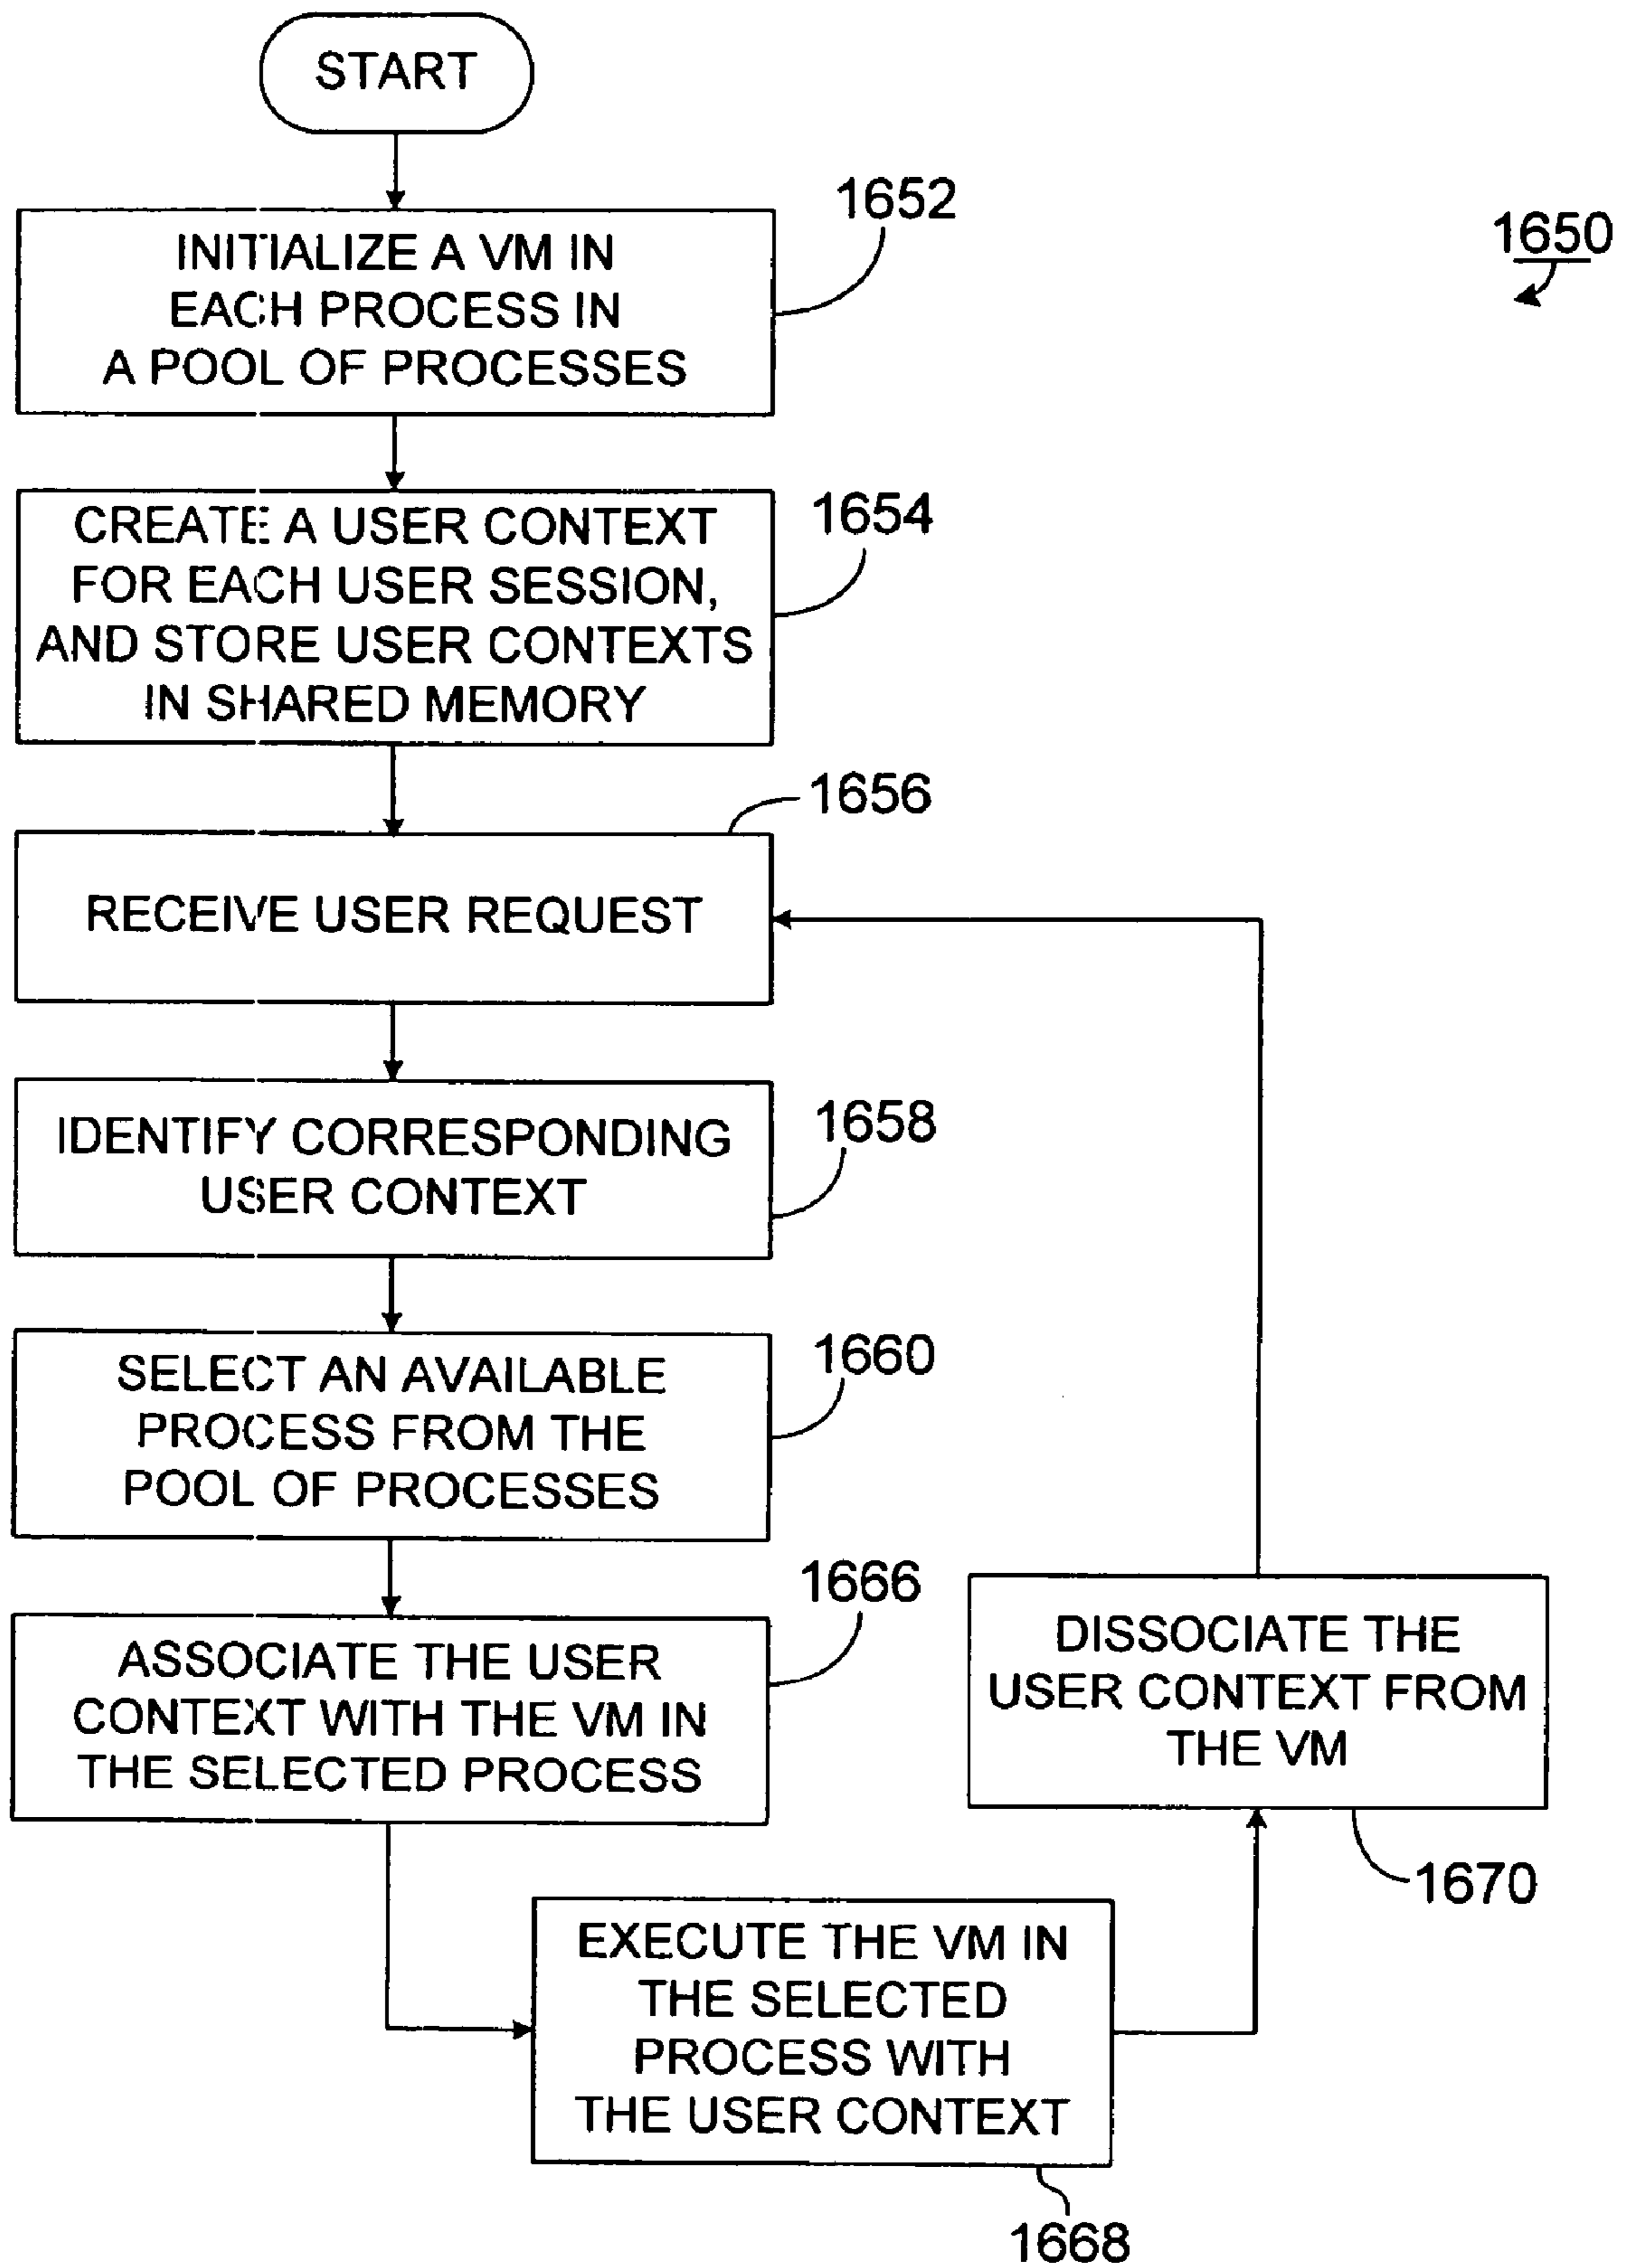 START
1652
1650
INITIALIZE A VM IN
EACH PROCESS IN
A POOL OF PROCESSES
1654
CREATE A USER CONTEXT
FOR EACH USER SESSION,
AND STORE USER CONTEXTS
IN SHARED MEMORY
1656
RECEIVE USER REQUEST
1658
IDENTIFY CORRESPONDING
USER CONTEXT
1660
SELECT AN AVAILABLE
PROCESS FROM THE
POOL OF PROCESSES
1666
ASSOCIATE THE USER
CONTEXT WITH THE VM IN
THE SELECTED PROCESS
DISSOCIATE THE
USER CONTEXT FROM
THE VM
1670
EXECUTE THE VM IN
THE SELECTED
PROCESS WITH
THE USER CONTEXT
1668